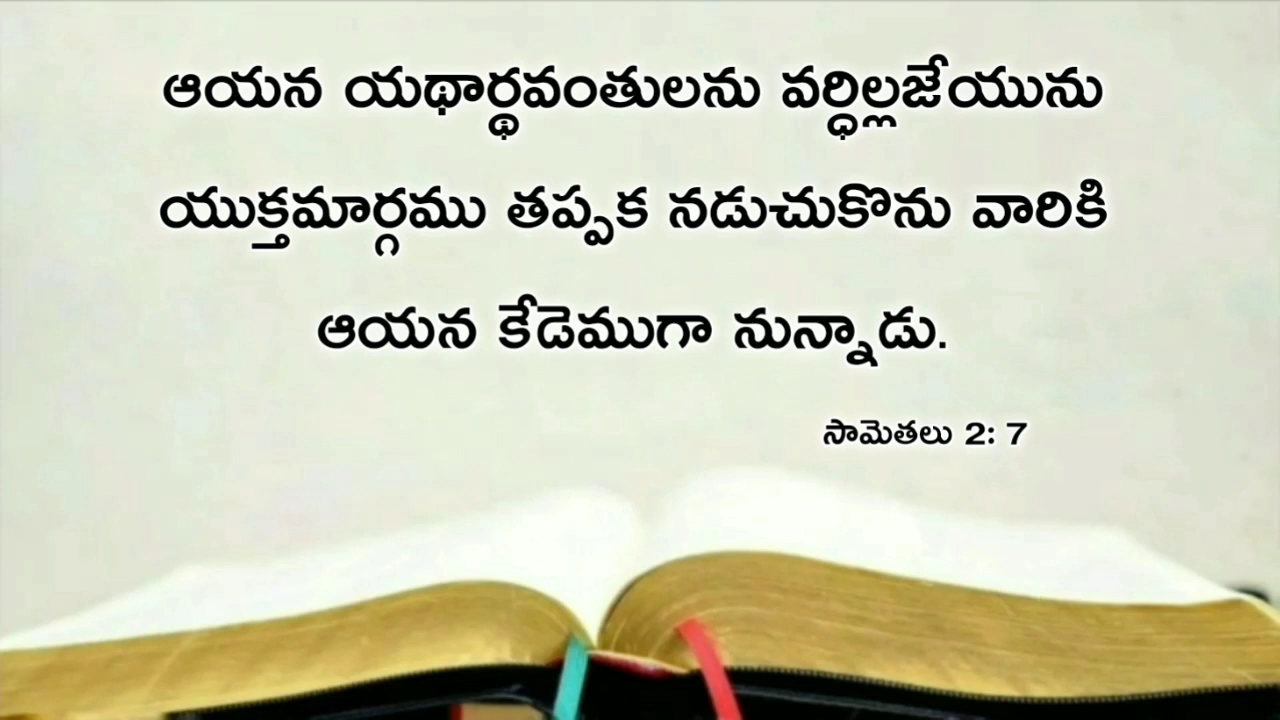 ఆయన యథార్థవంతులను వర్ధిల్లజేయును
యుక్తమార్గము తప్పక నడుచుకొను వారికి
ఆయన కేడెముగా నున్నాడు.
సామెతలు 2: 7